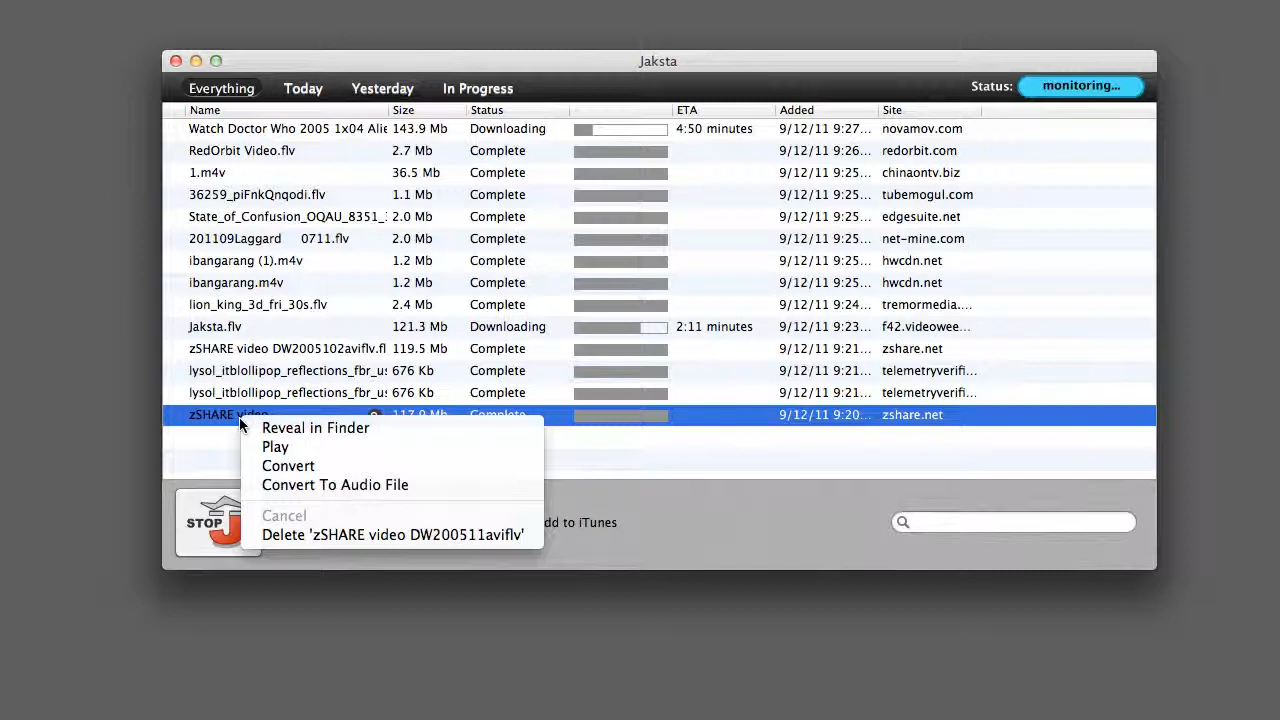 Jaksta
Everything Today Yesterday In Progress Status: monitoring...
Name Size Status ETA Added Site
Watch Doctor Who 2005 1x04 Alie 143.9 Mb Downloading 4:50 minutes 9/12/11 9:27... novamov.com
RedOrbit Video.flv 2.7 Mb Complete 9/12/11 9:26... redorbit.com
1.m4v 36.5 Mb Complete 9/12/11 9:25... chinaontv.biz
36259_piFnkQnqodi.flv 1.1 Mb Complete 9/12/11 9:25... tubemogul.com
State_of_Confusion_OQAU_8351_ 2.0 Mb Complete 9/12/11 9:25... edgesuite.net
201109Laggard 0711.flv 2.0 Mb Complete 9/12/11 9:25... net-mine.com
ibangarang (1).m4v 1.2 Mb Complete 9/12/11 9:25... hwcdn.net
ibangarang.m4v 1.2 Mb Complete 9/12/11 9:25... hwcdn.net
lion_king_3d_fri_30s.flv 2.4 Mb Complete 9/12/11 9:24... tremormedia....
Jaksta.flv 121.3 Mb Downloading 2:11 minutes 9/12/11 9:23... f42.videowee...
zSHARE video DW2005102aviflv.fl 119.5 Mb Complete 9/12/11 9:21... zshare.net
lysol_itblollipop_reflections_fbr_us 676 Kb Complete 9/12/11 9:21... telemetryverifi...
lysol_itblollipop_reflections_fbr_us 676 Kb Complete 9/12/11 9:21... telemetryverifi...
zSHARE video 117.9 Mb Complete 9/12/11 9:20... zshare.net
Reveal in Finder
Play
Convert
Convert To Audio File
Cancel
Delete 'zSHARE video DW200511aviflv'
STOP
dd to iTunes